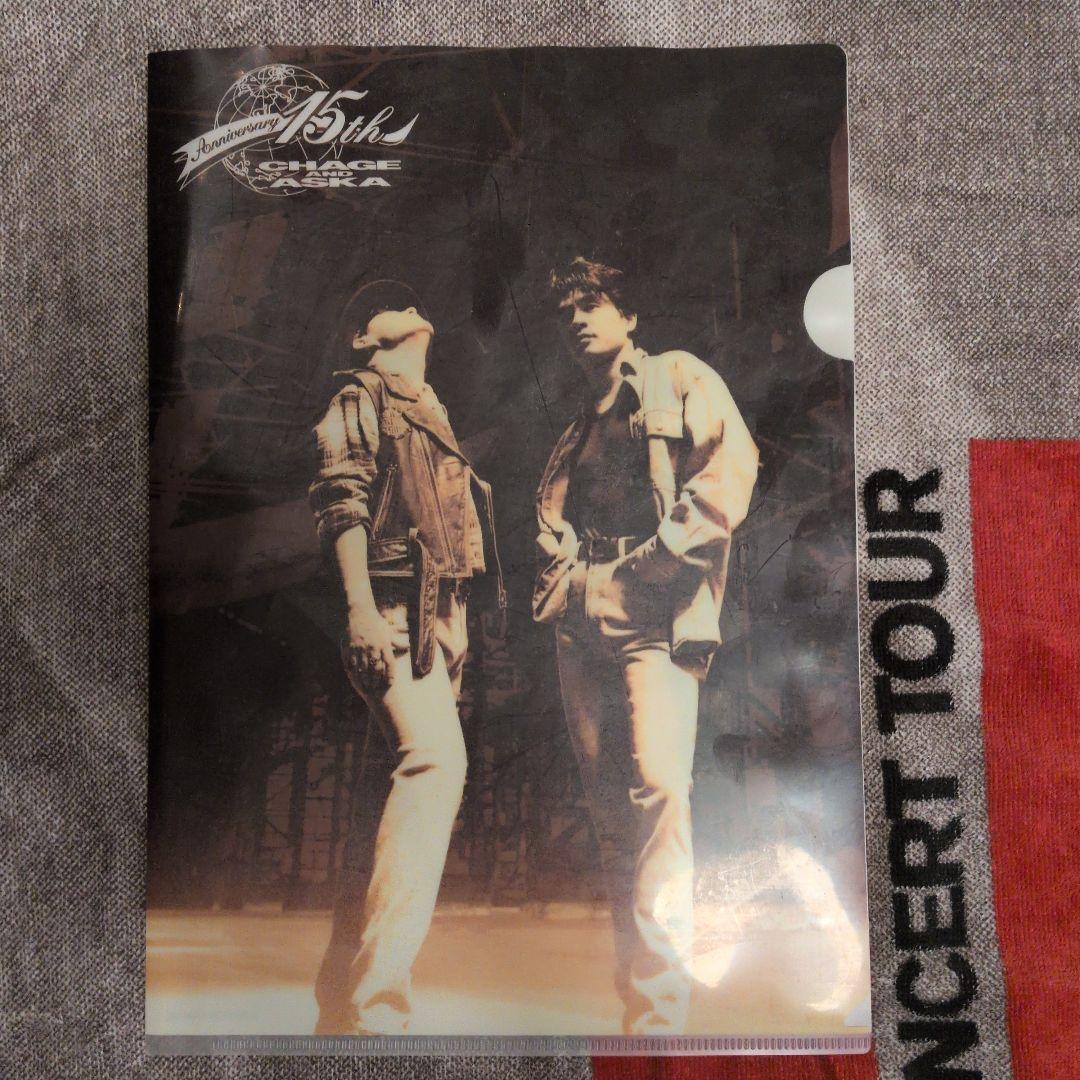 Anniversary 15th
CHAGE
AND
ASKA
NCERT TOUR